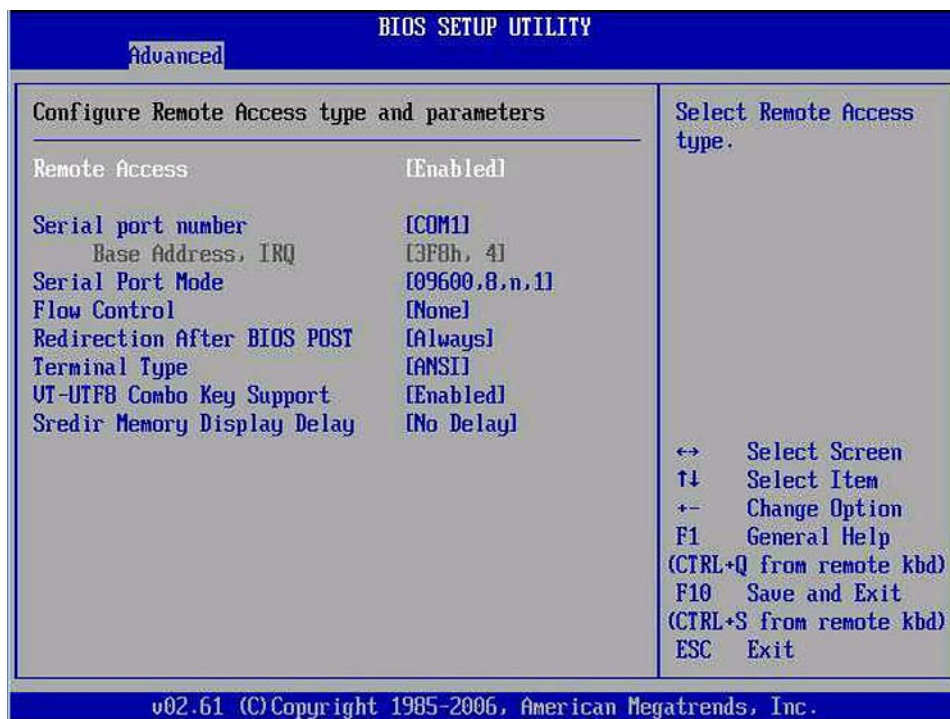 BIOS SETUP UTILITY
Advanced
Configure Remote Access type and parameters
Remote Access [Enabled]
Serial port number [COM1]
Base Address, IRQ [3F8h, 4]
Serial Port Mode [09600,8,n,1]
Flow Control [None]
Redirection After BIOS POST [Always]
Terminal Type [ANSI]
VT-UTF8 Combo Key Support [Enabled]
Sredir Memory Display Delay [No Delay]
Select Remote Access
type.
↔ Select Screen
↑↓ Select Item
+- Change Option
F1 General Help
(CTRL+Q from remote kbd)
F10 Save and Exit
(CTRL+S from remote kbd)
ESC Exit
v02.61 (C)Copyright 1985-2006, American Megatrends, Inc.